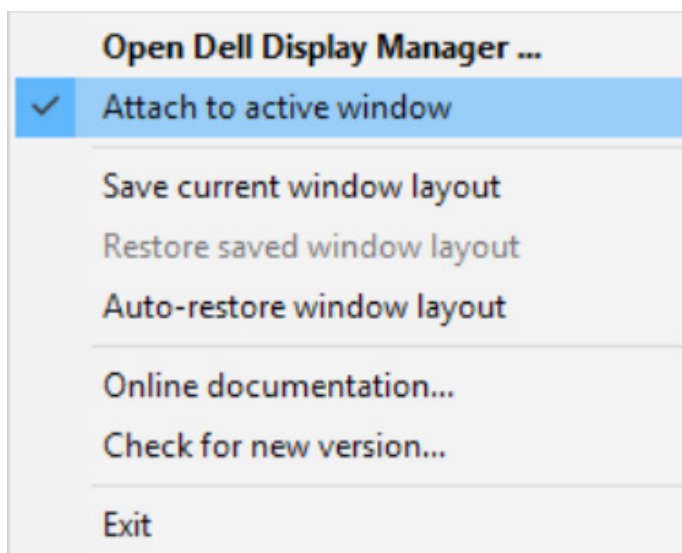 Open Dell Display Manager ...
Attach to active window
Save current window layout
Restore saved window layout
Auto-restore window layout
Online documentation...
Check for new version...
Exit